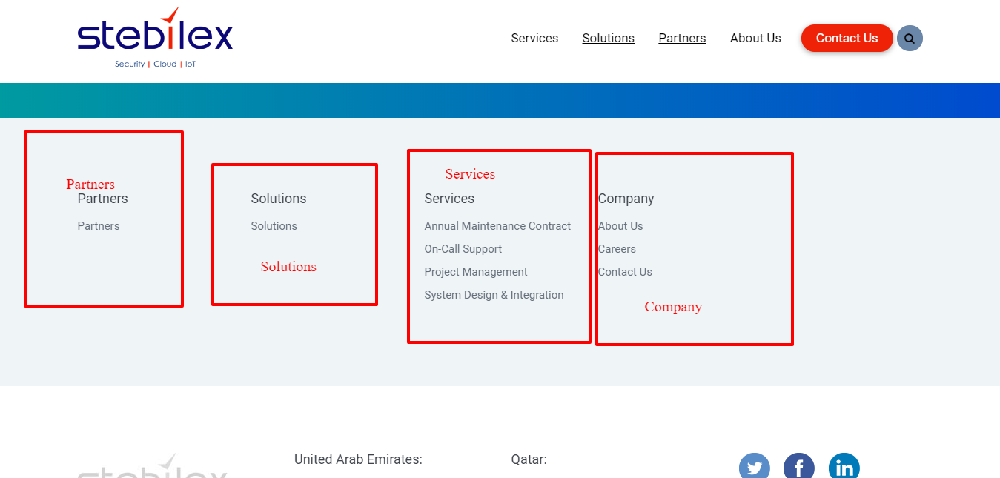 stebilex
Security | Cloud | IoT
Services Solutions Partners About Us Contact Us
Partners
Partners
Partners
Solutions
Solutions
Solutions
Services
Services
Annual Maintenance Contract
On-Call Support
Project Management
System Design & Integration
Company
About Us
Careers
Contact Us
Company
stebilex
United Arab Emirates:
Qatar:
f
in